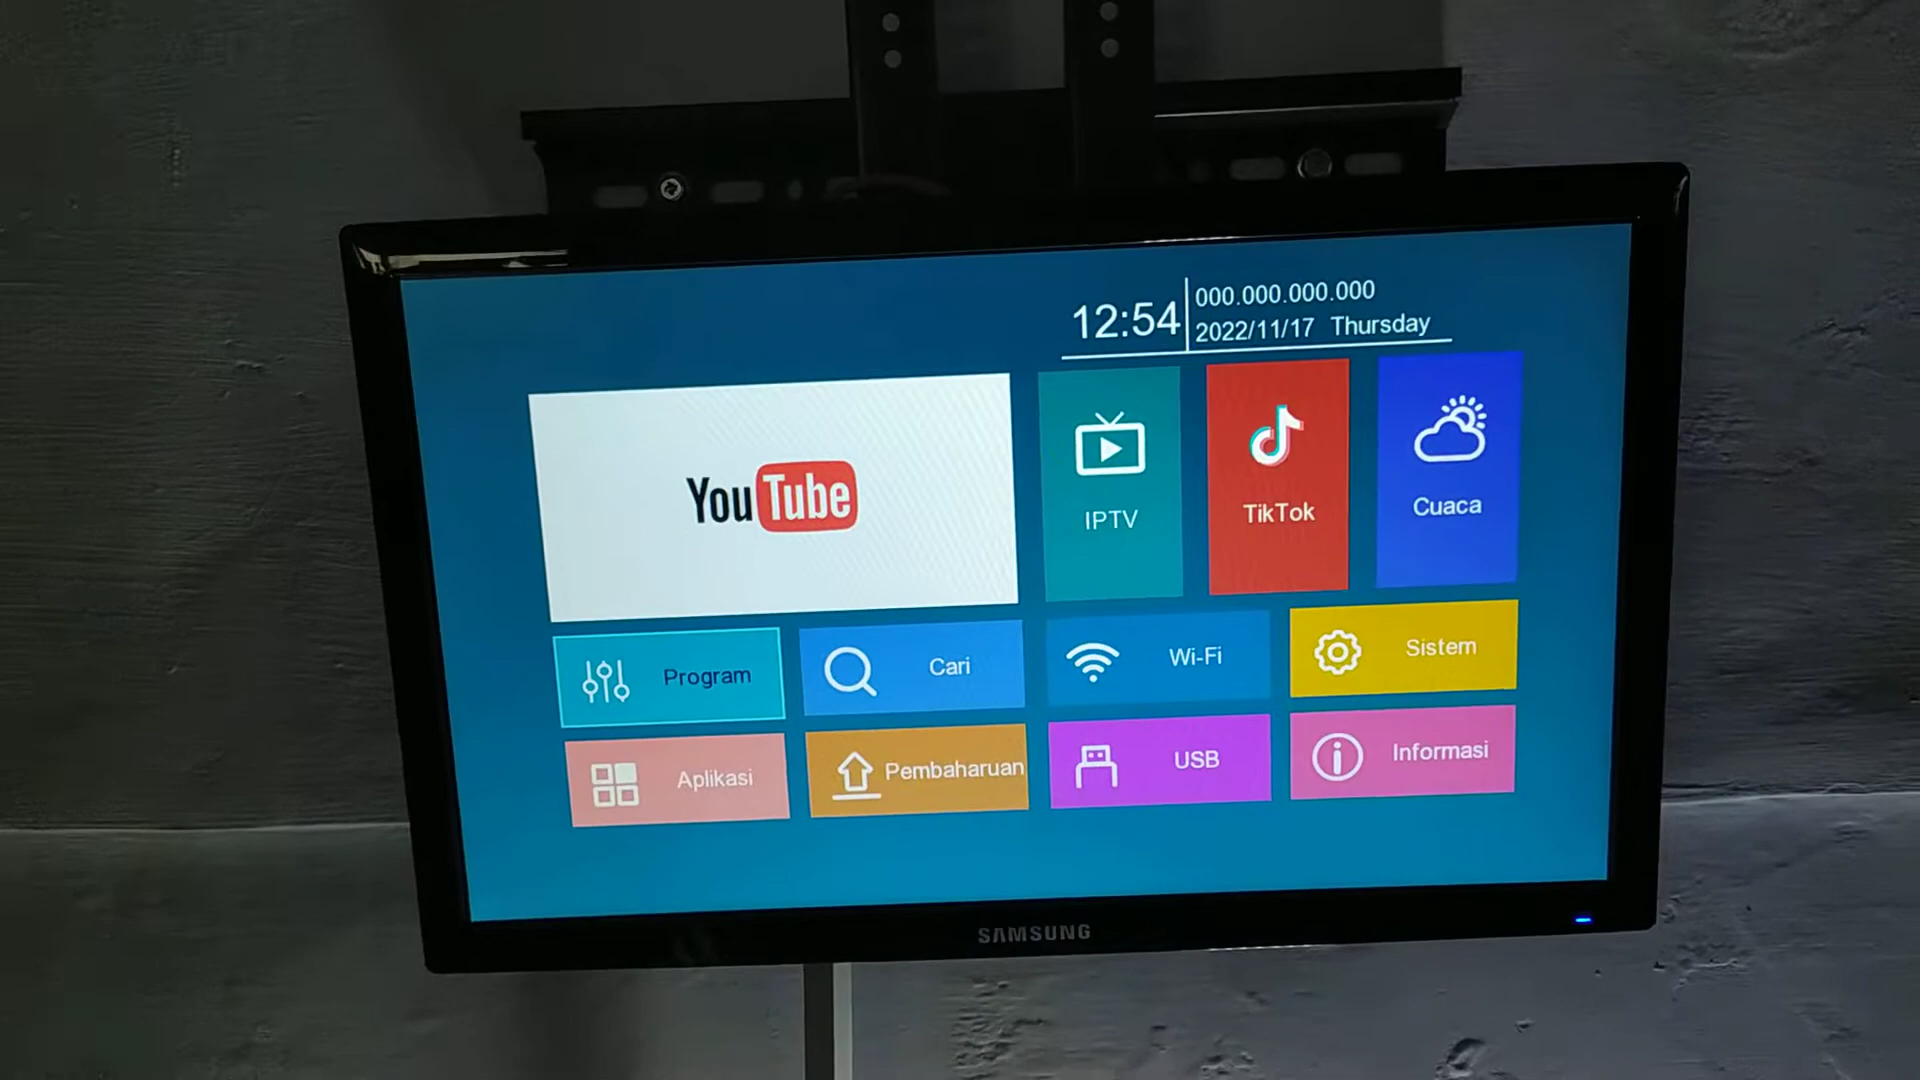 12:54
000.000.000.000
2022/11/17 Thursday
YouTube
IPTV
TikTok
Cuaca
Program
Cari
Wi-Fi
Sistem
Aplikasi
Pembaharuan
USB
Informasi
SAMSUNG